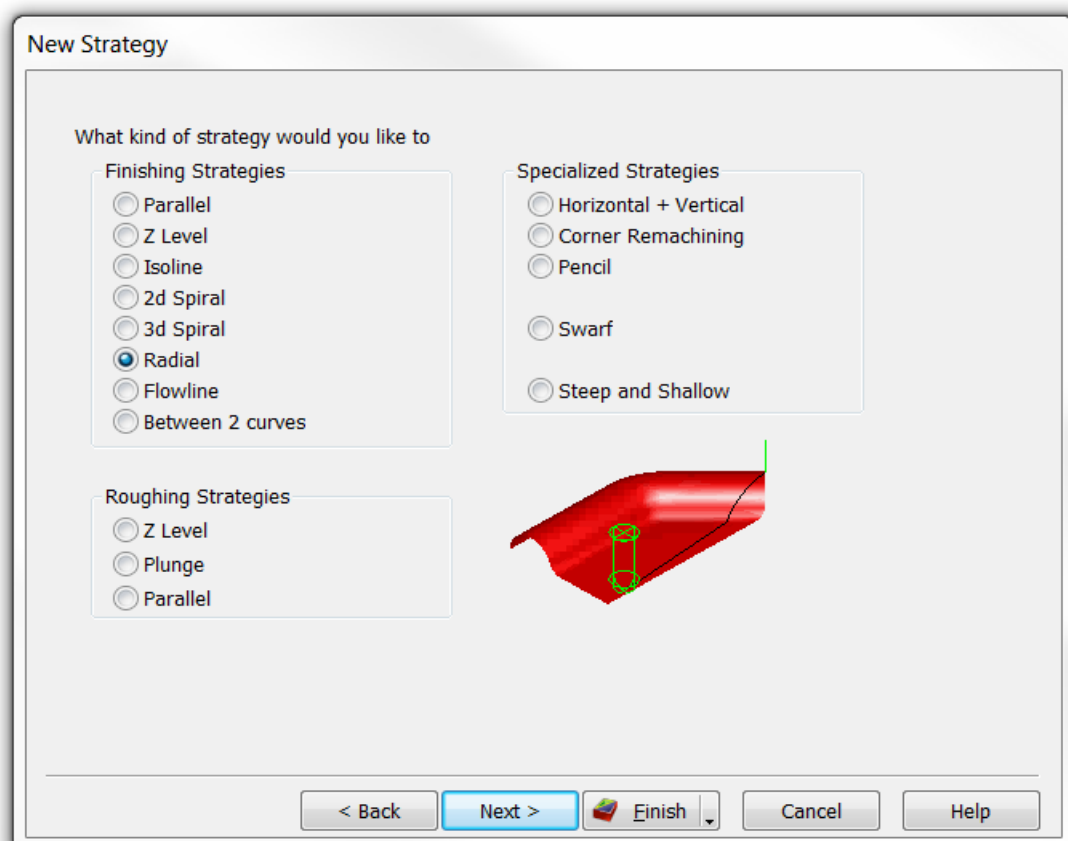 New Strategy
What kind of strategy would you like to
Finishing Strategies
Parallel
Z Level
Isoline
2d Spiral
3d Spiral
Radial
Flowline
Between 2 curves
Specialized Strategies
Horizontal + Vertical
Corner Remachining
Pencil
Swarf
Steep and Shallow
Roughing Strategies
Z Level
Plunge
Parallel
< Back
Next >
Finish
Cancel
Help